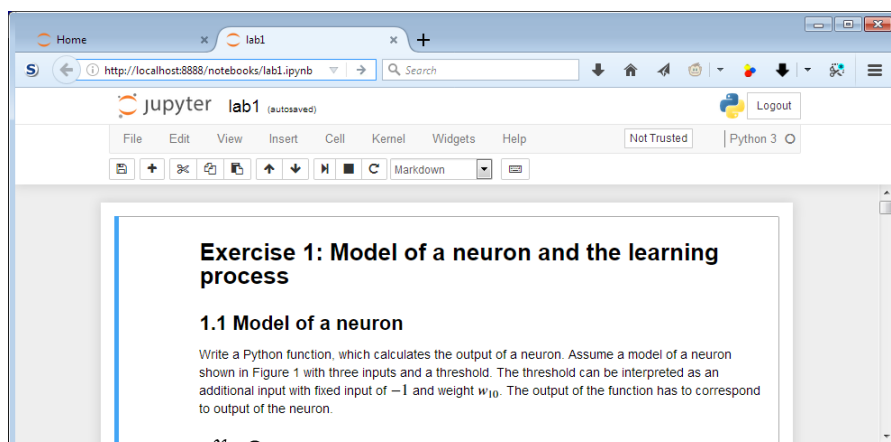 Home
lab1
S
http://localhost:8888/notebooks/lab1.ipynb
Search
jupyter lab1 (autosaved)
Logout
File Edit View Insert Cell Kernel Widgets Help
Not Trusted
Python 3
Markdown
Exercise 1: Model of a neuron and the learning
process
1.1 Model of a neuron
Write a Python function, which calculates the output of a neuron. Assume a model of a neuron
shown in Figure 1 with three inputs and a threshold. The threshold can be interpreted as an
additional input with fixed input of −1 and weight w₁₀. The output of the function has to correspond
to output of the neuron.